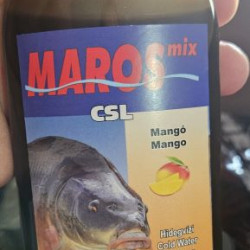 MAROS mix
CSL
Mangó
Mango
Hidegvízi
Cold Water